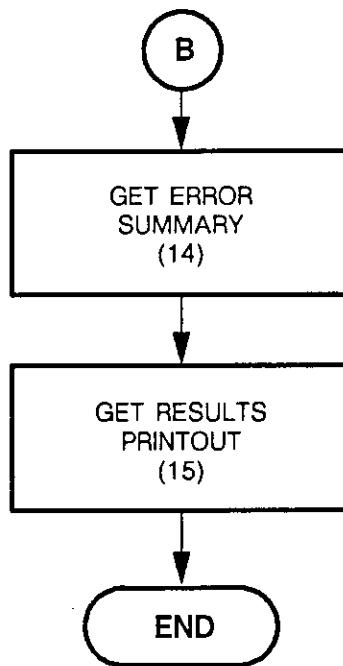 B
GET ERROR
SUMMARY
(14)
GET RESULTS
PRINTOUT
(15)
END